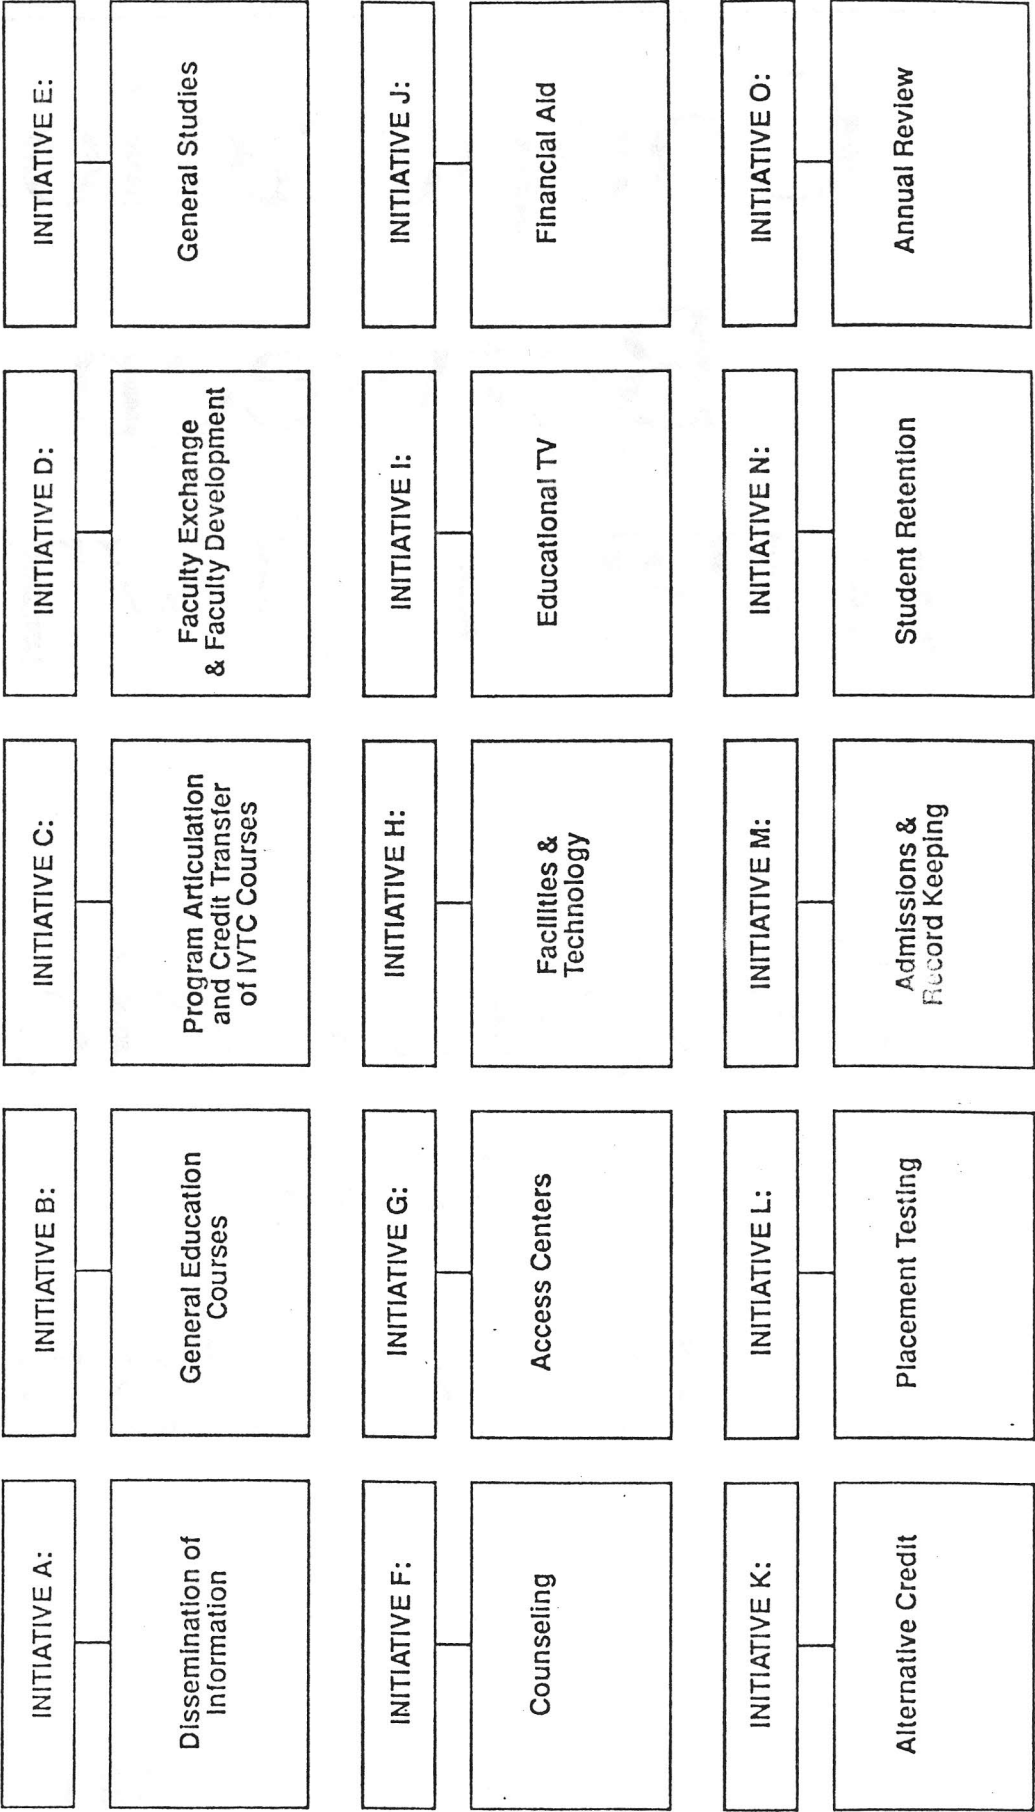 INITIATIVE A:
Dissemination of
Information
INITIATIVE B:
General Education
Courses
INITIATIVE C:
Program Articulation
and Credit Transfer
of IVTC Courses
INITIATIVE D:
Faculty Exchange
& Faculty Development
INITIATIVE E:
General Studies
INITIATIVE F:
Counseling
INITIATIVE G:
Access Centers
INITIATIVE H:
Facilities &
Technology
INITIATIVE I:
Educational TV
INITIATIVE J:
Financial Aid
INITIATIVE K:
Alternative Credit
INITIATIVE L:
Placement Testing
INITIATIVE M:
Admissions &
Record Keeping
INITIATIVE N:
Student Retention
INITIATIVE O:
Annual Review